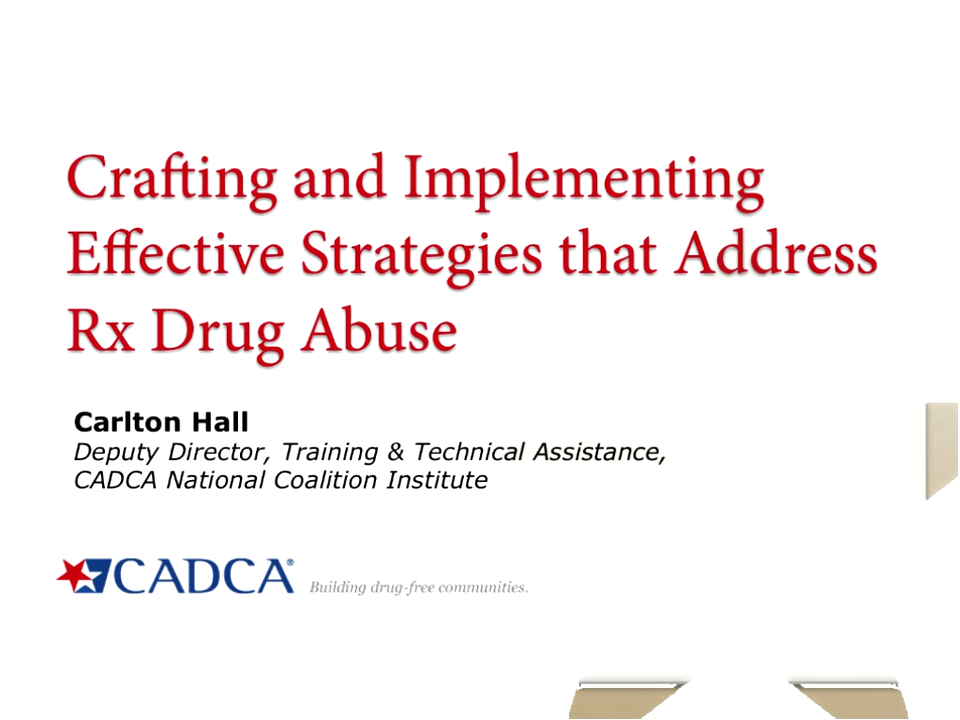 Crafting and Implementing
Effective Strategies that Address
Rx Drug Abuse
Carlton Hall
Deputy Director, Training & Technical Assistance,
CADCA National Coalition Institute
CADCA® Building drug-free communities.